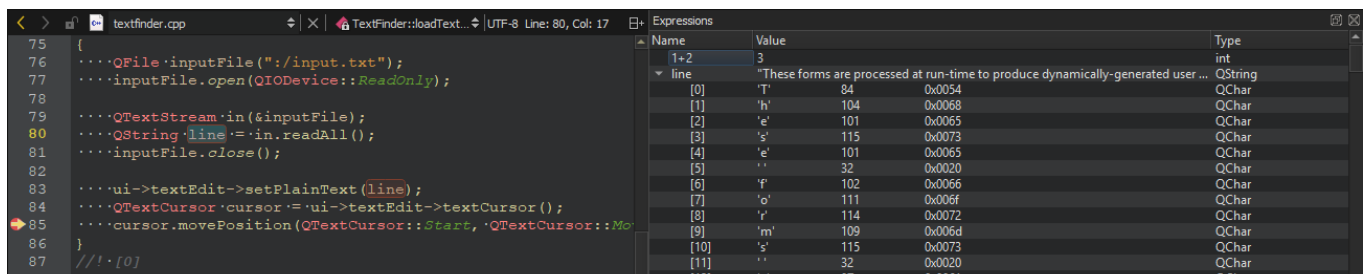 textfinder.cpp TextFinder::loadText... UTF-8 Line: 80, Col: 17
75 {
76 ····QFile·inputFile(":/input.txt");
77 ····inputFile.open(QIODevice::ReadOnly);
78
79 ····QTextStream·in(&inputFile);
80 ····QString·line·=·in.readAll();
81 ····inputFile.close();
82
83 ····ui->textEdit->setPlainText(line);
84 ····QTextCursor·cursor·=·ui->textEdit->textCursor();
85 ····cursor.movePosition(QTextCursor::Start,·QTextCursor::Mo
86 }
87 //!·[0]
Expressions
Name Value Type
1+2 3 int
line "These forms are processed at run-time to produce dynamically-generated user ... QString
[0] 'T' 84 0x0054 QChar
[1] 'h' 104 0x0068 QChar
[2] 'e' 101 0x0065 QChar
[3] 's' 115 0x0073 QChar
[4] 'e' 101 0x0065 QChar
[5] ' ' 32 0x0020 QChar
[6] 'f' 102 0x0066 QChar
[7] 'o' 111 0x006f QChar
[8] 'r' 114 0x0072 QChar
[9] 'm' 109 0x006d QChar
[10] 's' 115 0x0073 QChar
[11] ' ' 32 0x0020 QChar